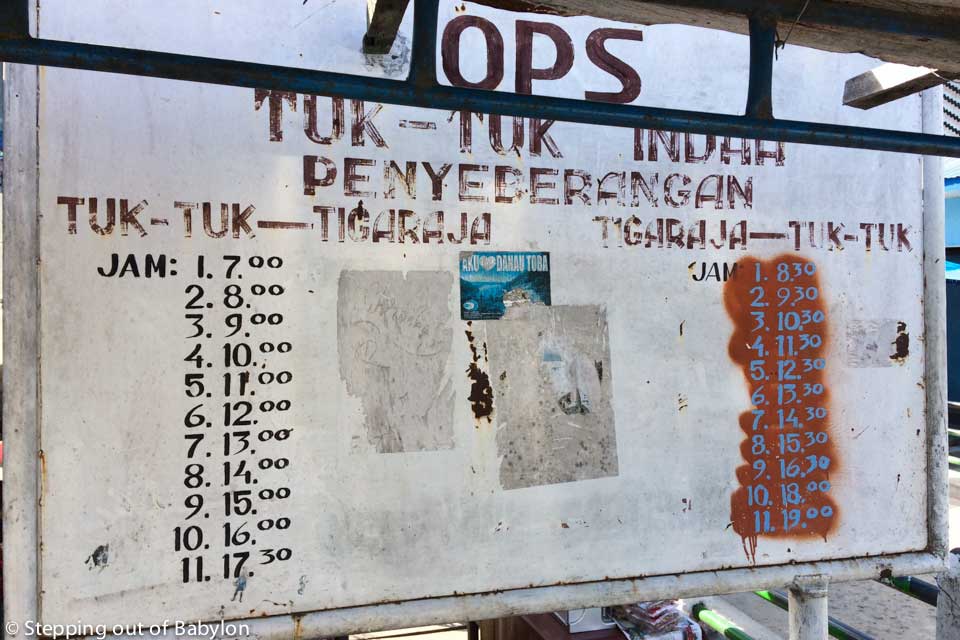 OPS
TUK-TUK INDAH
PENYEBERANGAN
TUK-TUK—TIGARAJA
JAM: 1. 7.00
2. 8.00
3. 9.00
4. 10.00
5. 11.00
6. 12.00
7. 13.00
8. 14.00
9. 15.00
10. 16.00
11. 17.30
AKU DANAU TOBA
TIGARAJA—TUK-TUK
JAM 1. 8.30
2. 9.30
3. 10.30
4. 11.30
5. 12.30
6. 13.30
7. 14.30
8. 15.30
9. 16.30
10. 18.00
11. 19.00
© Stepping out of Babylon